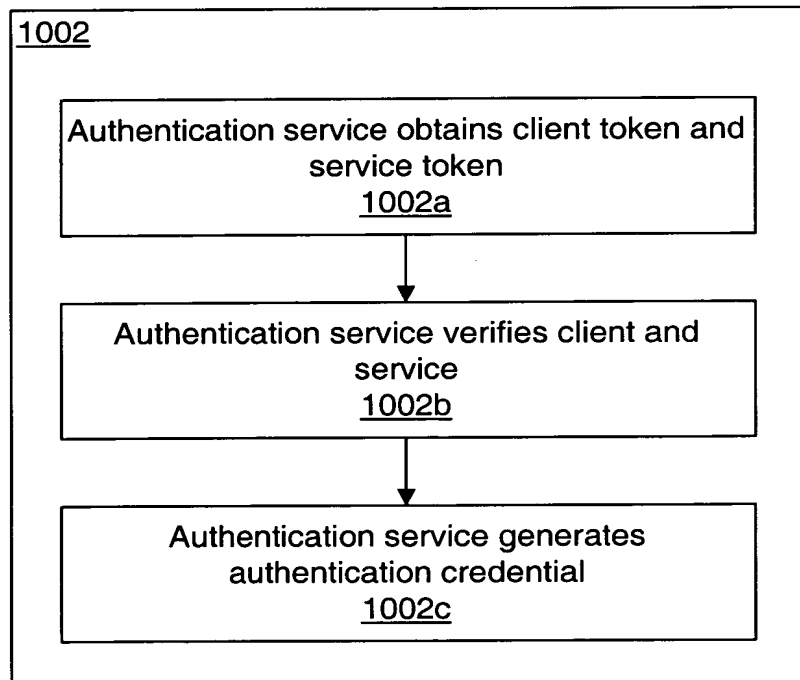 1002
Authentication service obtains client token and
service token
1002a
Authentication service verifies client and
service
1002b
Authentication service generates
authentication credential
1002c